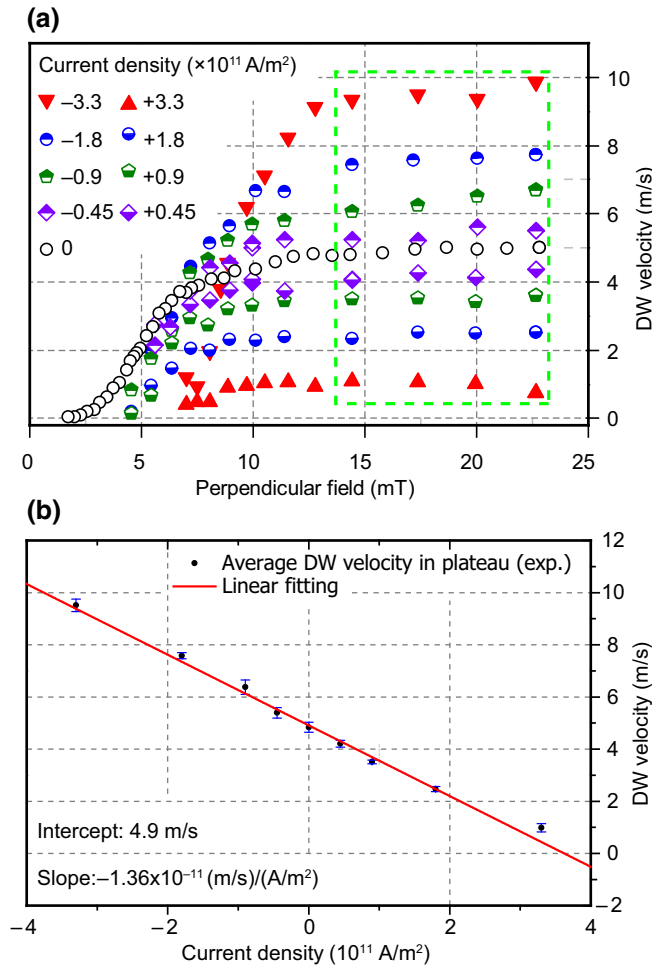 (a)
Current density (×10¹¹ A/m²)
–3.3 +3.3
–1.8 +1.8
–0.9 +0.9
–0.45 +0.45
0
10
8
6
4
2
0
DW velocity (m/s)
0 5 10 15 20 25
Perpendicular field (mT)
(b)
Average DW velocity in plateau (exp.)
Linear fitting
12
10
8
6
4
2
0
–2
DW velocity (m/s)
Intercept: 4.9 m/s
Slope:–1.36x10⁻¹¹ (m/s)/(A/m²)
–4 –2 0 2 4
Current density (10¹¹ A/m²)